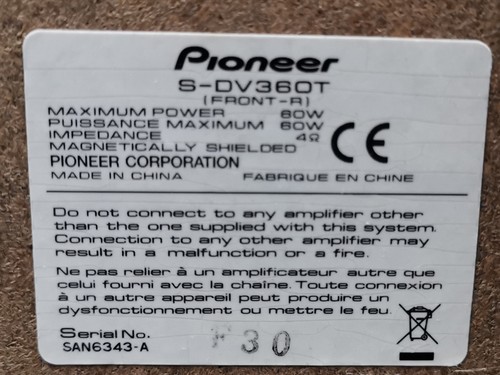 Pioneer
S-DV360T
(FRONT-R)
MAXIMUM POWER 60W
PUISSANCE MAXIMUM 60W
IMPEDANCE 4Ω
MAGNETICALLY SHIELDED
CE
PIONEER CORPORATION
MADE IN CHINA FABRIQUE EN CHINE
Do not connect to any amplifier other
than the one supplied with this system.
Connection to any other amplifier may
result in a malfunction or a fire.
Ne pas relier à un amplificateur autre que
celui fourni avec la chaîne. Toute connexion
à un autre appareil peut produire un
dysfonctionnement ou mettre le feu.
Serial No. F30
SAN6343-A